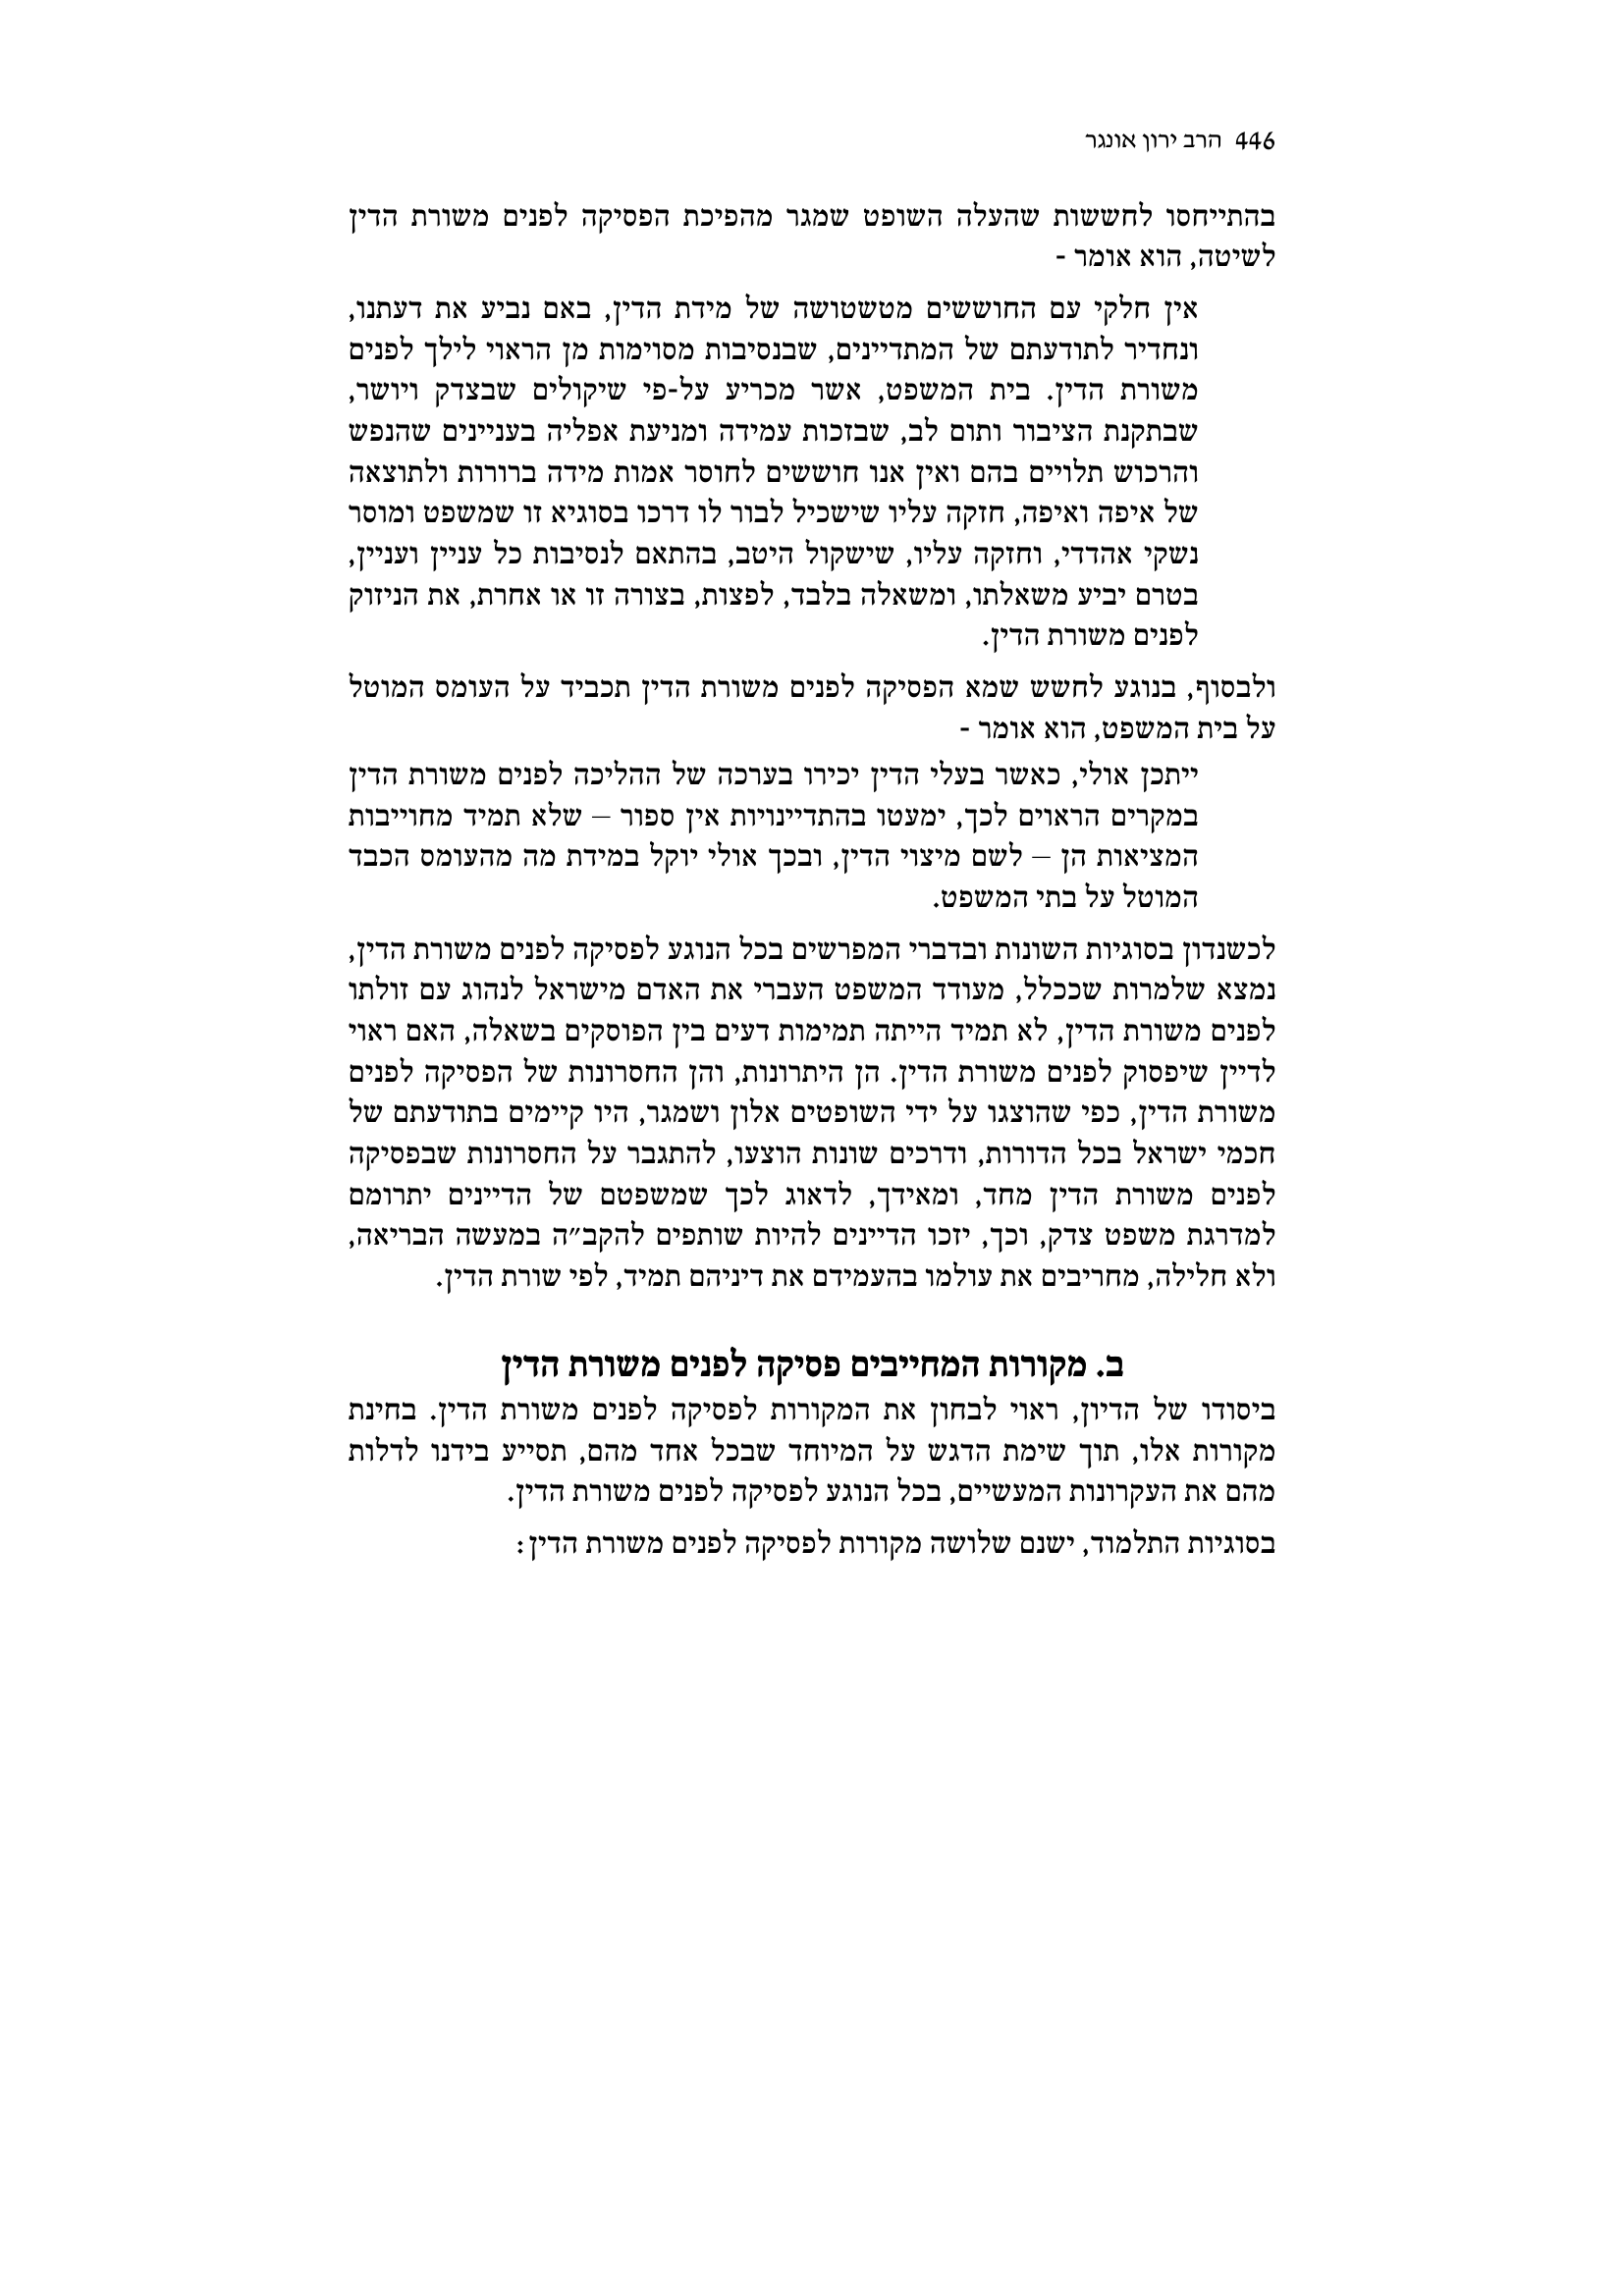 446 הרב ירון אונגר
בהתייחסו לחששות שהעלה השופט שמגר מהפיכת הפסיקה לפנים משורת הדין
לשיטה, הוא אומר -
אין חלקי עם החוששים מטשטושה של מידת הדין, באם נביע את דעתנו,
ונחדיר לתודעתם של המתדיינים, שבנסיבות מסוימות מן הראוי לילך לפנים
משורת הדין. בית המשפט, אשר מכריע על-פי שיקולים שבצדק ויושר,
שבתקנת הציבור ותום לב, שבזכות עמידה ומניעת אפליה בעניינים שהנפש
והרכוש תלויים בהם ואין אנו חוששים לחוסר אמות מידה ברורות ולתוצאה
של איפה ואיפה, חזקה עליו שישכיל לבור לו דרכו בסוגיא זו שמשפט ומוסר
נשקי אהדדי, וחזקה עליו, שישקול היטב, בהתאם לנסיבות כל עניין ועניין,
בטרם יביע משאלתו, ומשאלה בלבד, לפצות, בצורה זו או אחרת, את הניזוק
לפנים משורת הדין.
ולבסוף, בנוגע לחשש שמא הפסיקה לפנים משורת הדין תכביד על העומס המוטל
על בית המשפט, הוא אומר -
ייתכן אולי, כאשר בעלי הדין יכירו בערכה של ההליכה לפנים משורת הדין
במקרים הראוים לכך, ימעטו בהתדיינויות אין ספור – שלא תמיד מחוייבות
המציאות הן – לשם מיצוי הדין, ובכך אולי יוקל במידת מה מהעומס הכבד
המוטל על בתי המשפט.
לכשנדון בסוגיות השונות ובדברי המפרשים בכל הנוגע לפסיקה לפנים משורת הדין,
נמצא שלמרות שככלל, מעודד המשפט העברי את האדם מישראל לנהוג עם זולתו
לפנים משורת הדין, לא תמיד הייתה תמימות דעים בין הפוסקים בשאלה, האם ראוי
לדיין שיפסוק לפנים משורת הדין. הן היתרונות, והן החסרונות של הפסיקה לפנים
משורת הדין, כפי שהוצגו על ידי השופטים אלון ושמגר, היו קיימים בתודעתם של
חכמי ישראל בכל הדורות, ודרכים שונות הוצעו, להתגבר על החסרונות שבפסיקה
לפנים משורת הדין מחד, ומאידך, לדאוג לכך שמשפטם של הדיינים יתרומם
למדרגת משפט צדק, וכך, יזכו הדיינים להיות שותפים להקב״ה במעשה הבריאה,
ולא חלילה, מחריבים את עולמו בהעמידם את דיניהם תמיד, לפי שורת הדין.
ב. מקורות המחייבים פסיקה לפנים משורת הדין
ביסודו של הדיון, ראוי לבחון את המקורות לפסיקה לפנים משורת הדין. בחינת
מקורות אלו, תוך שימת הדגש על המיוחד שבכל אחד מהם, תסייע בידנו לדלות
מהם את העקרונות המעשיים, בכל הנוגע לפסיקה לפנים משורת הדין.
בסוגיות התלמוד, ישנם שלושה מקורות לפסיקה לפנים משורת הדין: